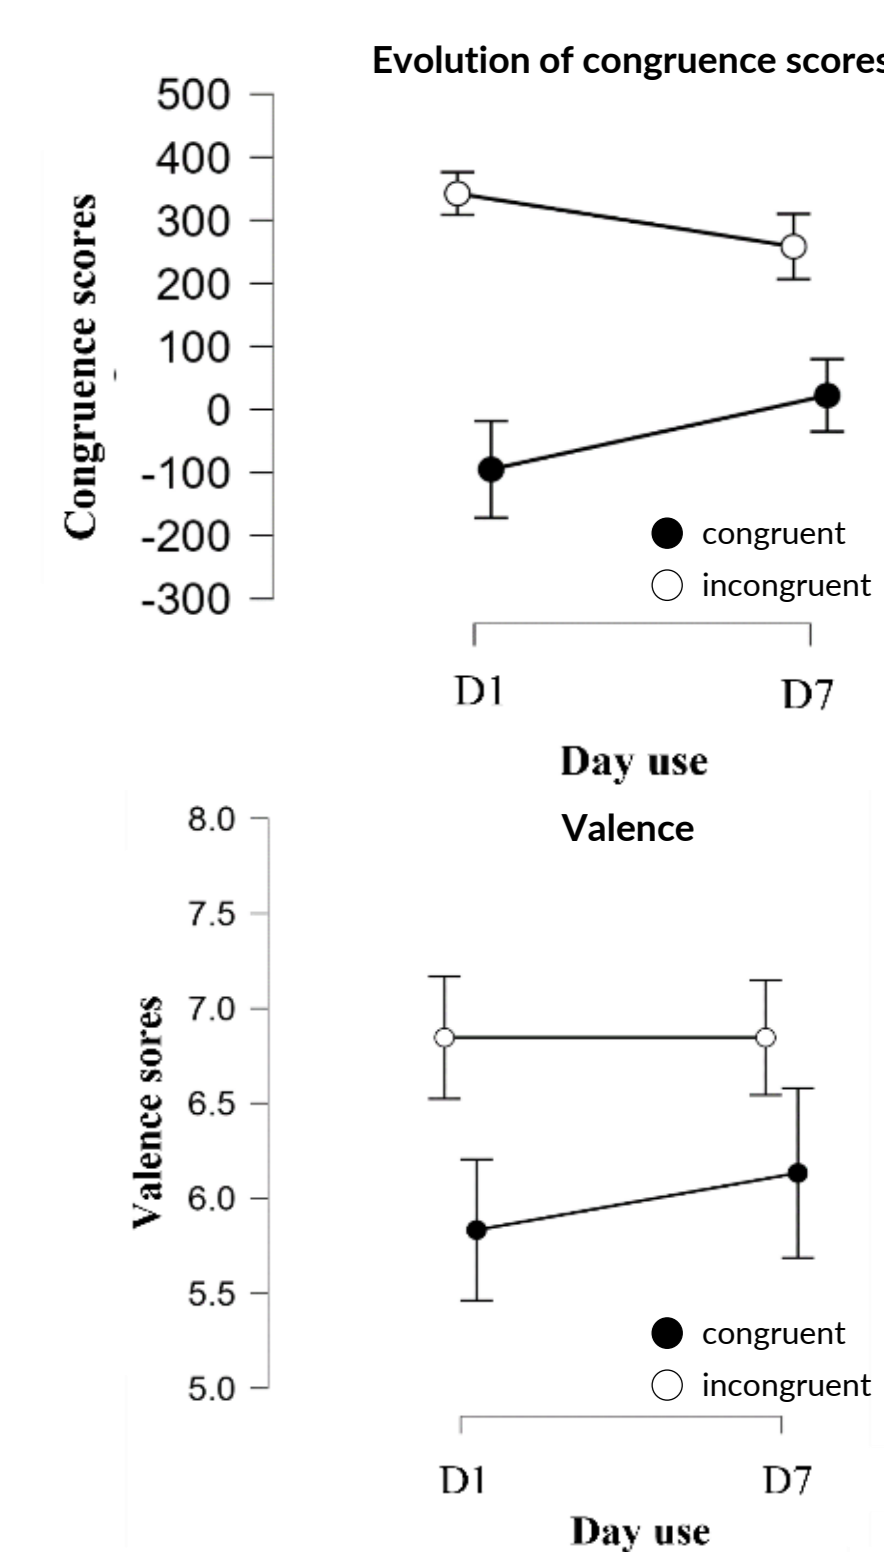 Evolution of congruence scores
500
400
300
200
100
0
-100
-200
-300
Congruence scores
congruent
incongruent
D1 D7
Day use
Valence
8.0
7.5
7.0
6.5
6.0
5.5
5.0
Valence sores
congruent
incongruent
D1 D7
Day use